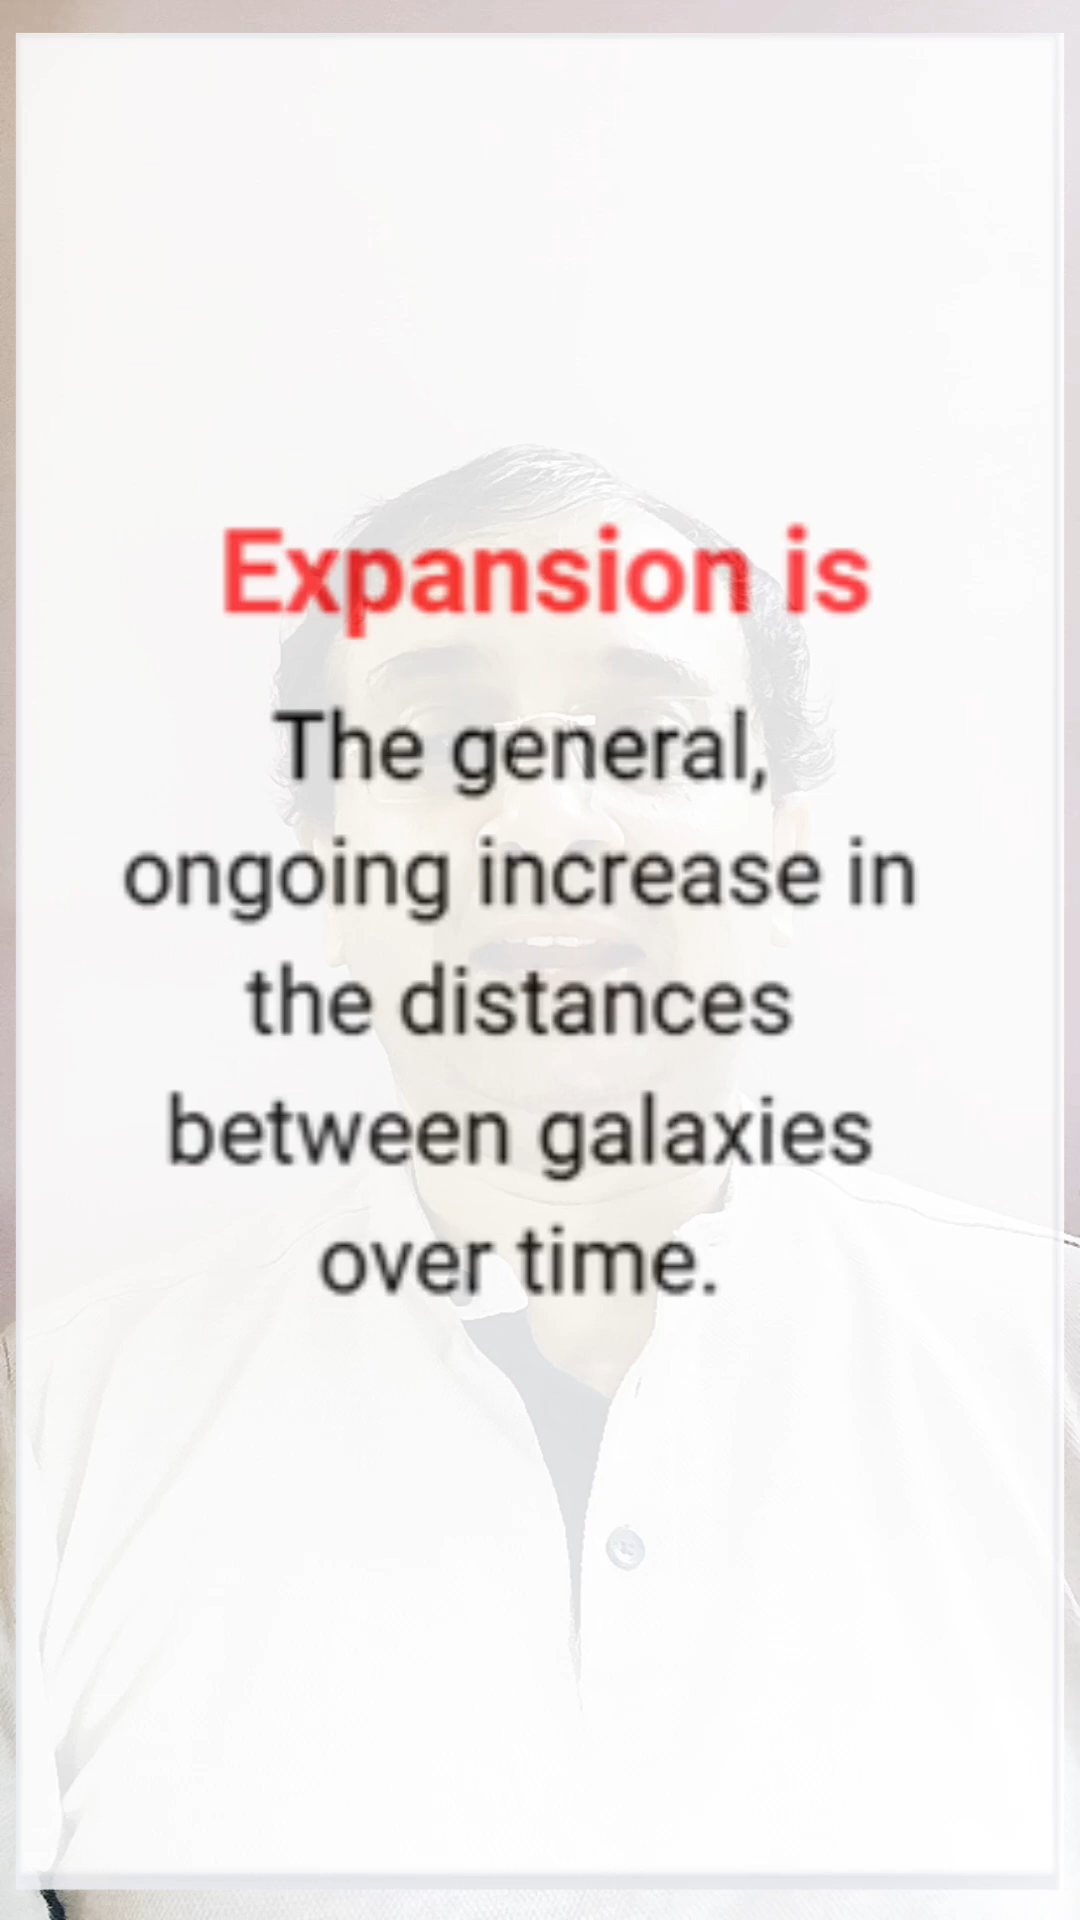 Expansion is
The general,
ongoing increase in
the distances
between galaxies
over time.